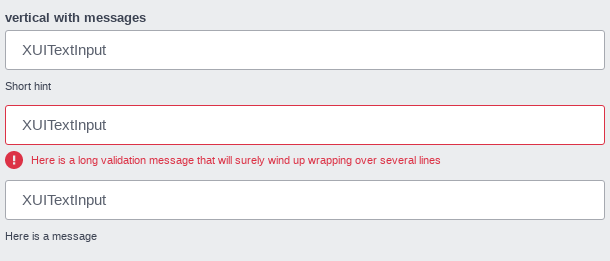 vertical with messages
XUITextInput
Short hint
XUITextInput
Here is a long validation message that will surely wind up wrapping over several lines
XUITextInput
Here is a message